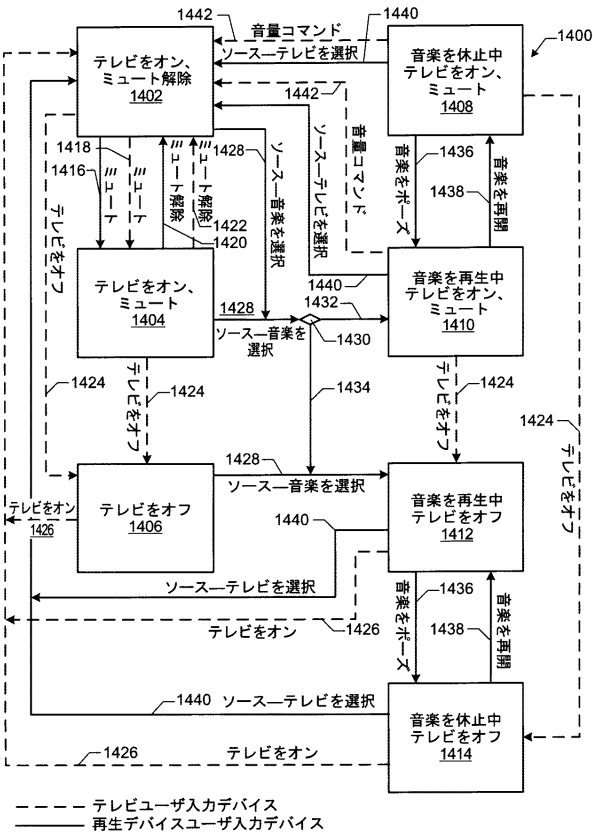 1442
音量コマンド
1440
ソース―テレビを選択
1400
テレビをオン、
ミュート解除
1402
音楽を休止中
テレビをオン、
ミュート
1408
1442
1418
1416
ミュート
ミュート
ミュート解除
ミュート解除
1422
1420
1428
ソース―音楽を選択
ソース―テレビを選択
音量コマンド
音楽をポーズ
1436
1438
音楽を再開
テレビをオフ
テレビをオン、
ミュート
1404
1440
音楽を再生中
テレビをオン、
ミュート
1410
1428
ソース―音楽を
選択
1432
1430
1424
テレビをオフ
1424
1434
テレビをオフ
1424
1424
テレビをオフ
テレビをオフ
1406
1428
ソース―音楽を選択
音楽を再生中
テレビをオフ
1412
テレビをオン
1426
1440
ソース―テレビを選択
テレビをオン
1426
音楽をポーズ
1436
1438
音楽を再開
1440
ソース―テレビを選択
音楽を休止中
テレビをオフ
1414
1426
テレビをオン
テレビユーザ入力デバイス
再生デバイスユーザ入力デバイス